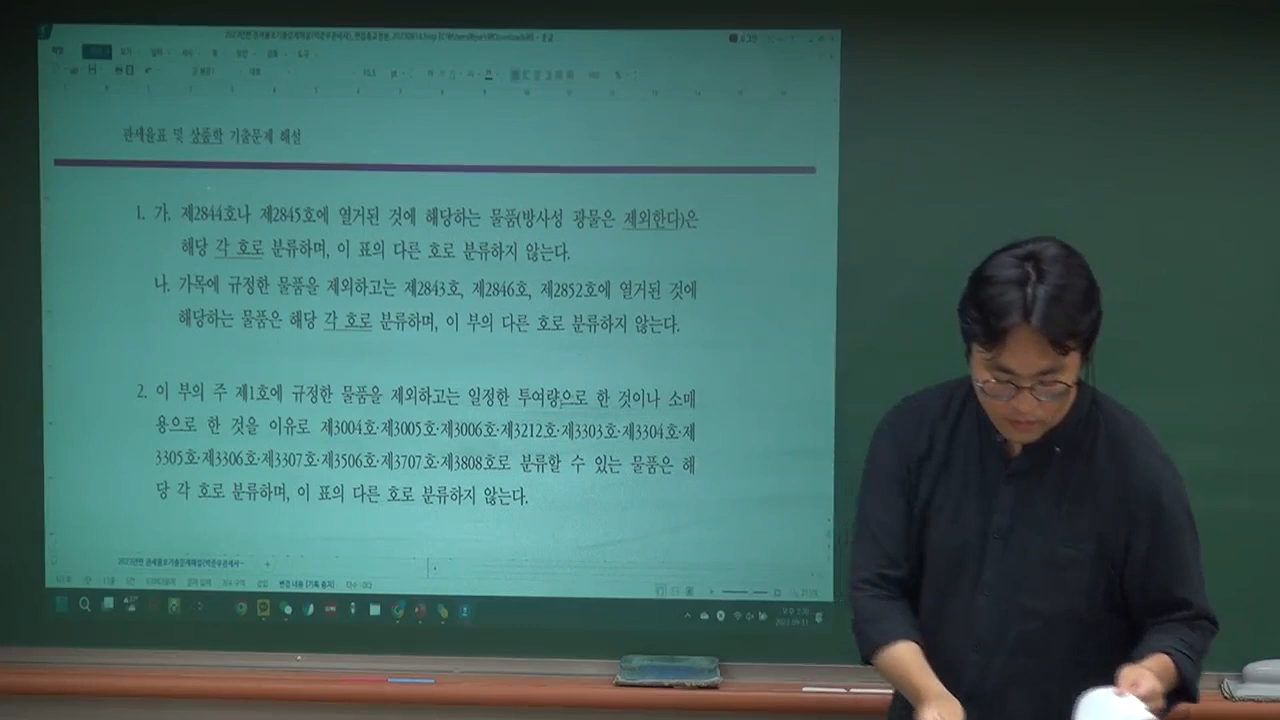 관세율표 및 상품학 기출문제 해설
1. 가. 제2844호나 제2845호에 열거된 것에 해당하는 물품(방사성 광물은 제외한다)은
해당 각 호로 분류하며, 이 표의 다른 호로 분류하지 않는다.
나. 가목에 규정한 물품을 제외하고는 제2843호, 제2846호, 제2852호에 열거된 것에
해당하는 물품은 해당 각 호로 분류하며, 이 부의 다른 호로 분류하지 않는다.
2. 이 부의 주 제1호에 규정한 물품을 제외하고는 일정한 투여량으로 한 것이나 소매
용으로 한 것을 이유로 제3004호·제3005호·제3006호·제3212호·제3303호·제3304호·제
3305호·제3306호·제3307호·제3506호·제3707호·제3808호로 분류할 수 있는 물품은 해
당 각 호로 분류하며, 이 표의 다른 호로 분류하지 않는다.
변경 내용 [기록 중지]